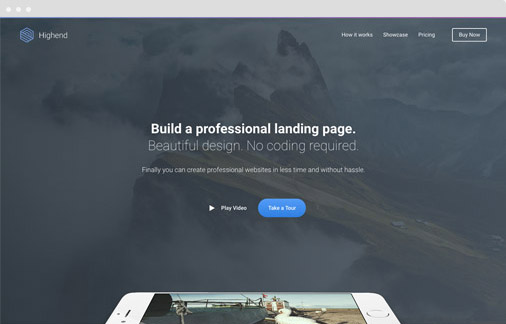 Highend
How it works
Showcase
Pricing
Buy Now
Build a professional landing page.
Beautiful design. No coding required.
Finally you can create professional websites in less time and without hassle
Play Video
Take a Tour